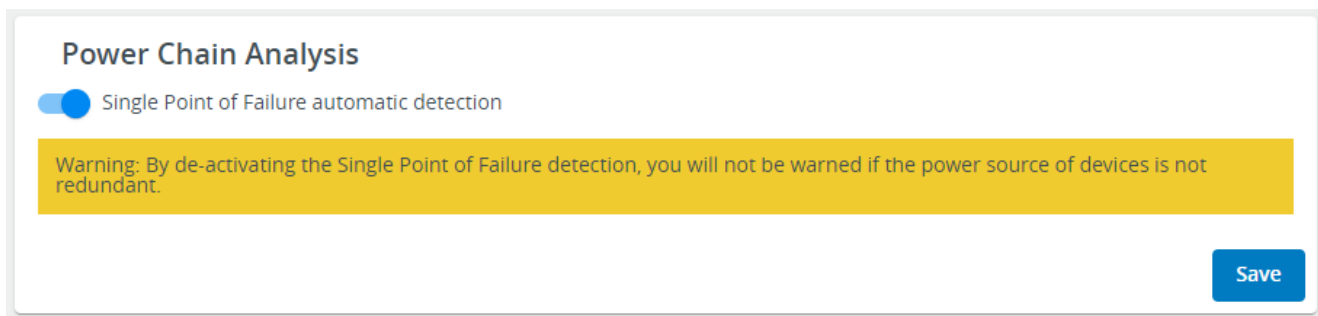 Power Chain Analysis
Single Point of Failure automatic detection
Warning: By de-activating the Single Point of Failure detection, you will not be warned if the power source of devices is not
redundant.
Save